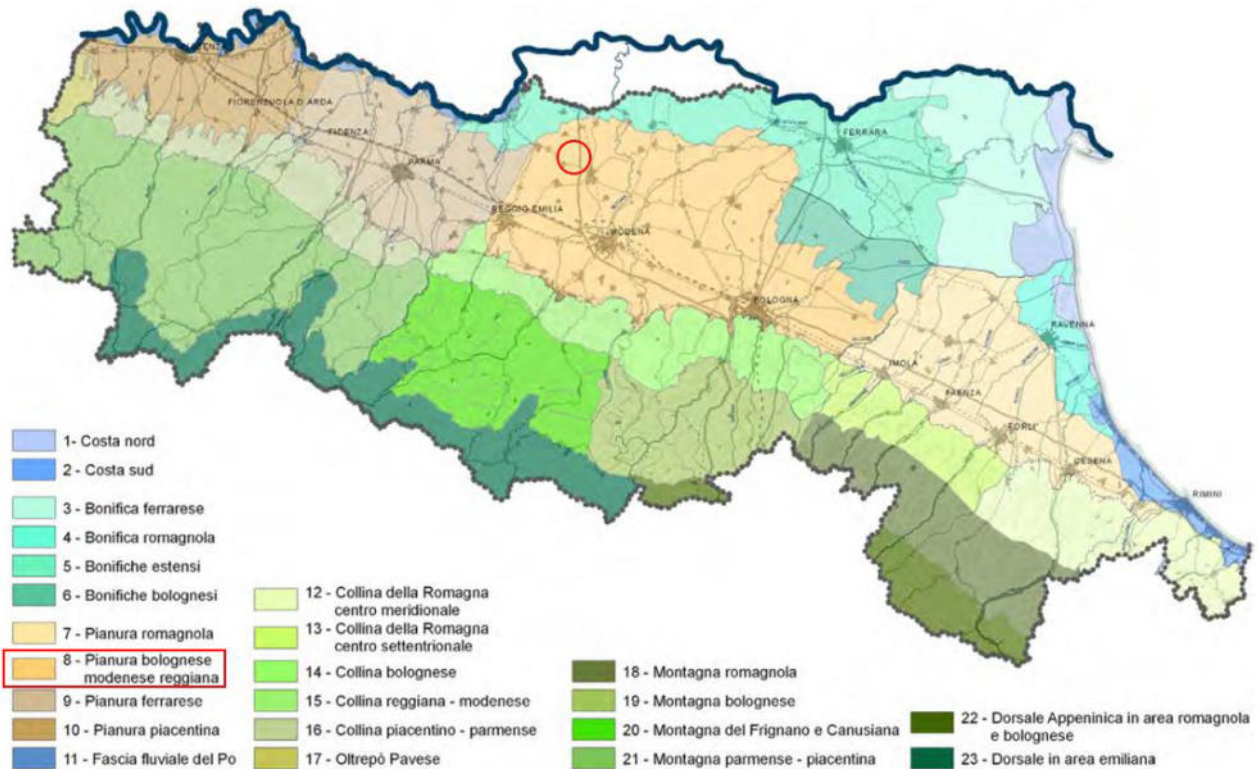 FIORENZUOLA D'ARDA
FIDENZA
PARMA
REGGIO EMILIA
MODENA
FERRARA
BOLOGNA
RAVENNA
IMOLA
FAENZA
FORLI'
CESENA
RIMINI
1- Costa nord
2 - Costa sud
3 - Bonifica ferrarese
4 - Bonifica romagnola
5 - Bonifiche estensi
6 - Bonifiche bolognesi
7 - Pianura romagnola
8 - Pianura bolognese
modenese reggiana
9 - Pianura ferrarese
10 - Pianura piacentina
11 - Fascia fluviale del Po
12 - Collina della Romagna
centro meridionale
13 - Collina della Romagna
centro settentrionale
14 - Collina bolognese
15 - Collina reggiana - modenese
16 - Collina piacentino - parmense
17 - Oltrepò Pavese
18 - Montagna romagnola
19 - Montagna bolognese
20 - Montagna del Frignano e Canusiana
21 - Montagna parmense - piacentina
22 - Dorsale Appeninica in area romagnola
e bolognese
23 - Dorsale in area emiliana